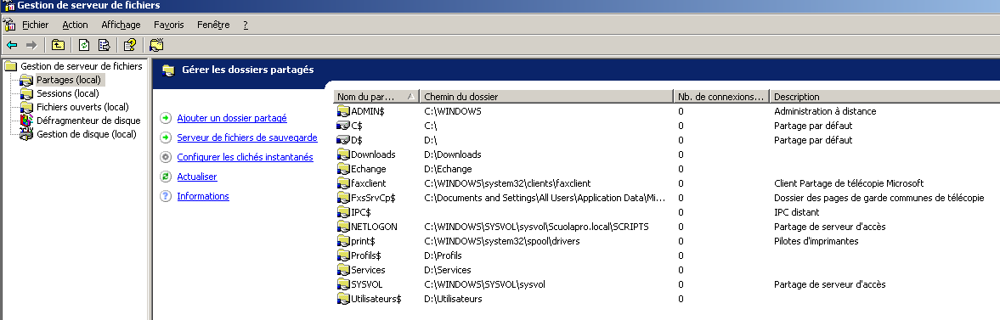 Gestion de serveur de fichiers
Fichier Action Affichage Favoris Fenêtre ?
Gestion de serveur de fichiers
Partages (local)
Sessions (local)
Fichiers ouverts (local)
Défragmenteur de disque
Gestion de disque (local)
Gérer les dossiers partagés
Ajouter un dossier partagé
Serveur de fichiers de sauvegarde
Configurer les clichés instantanés
Actualiser
Informations
Nom du par... Chemin du dossier Nb. de connexions... Description
ADMIN$ C:\WINDOWS 0 Administration à distance
C$ C:\ 0 Partage par défaut
D$ D:\ 0 Partage par défaut
Downloads D:\Downloads 0
Echange D:\Echange 0
faxclient C:\WINDOWS\system32\clients\faxclient 0 Client Partage de télécopie Microsoft
FxsSrvCp$ C:\Documents and Settings\All Users\Application Data\Mi... 0 Dossier des pages de garde communes de télécopie
IPC$ 0 IPC distant
NETLOGON C:\WINDOWS\SYSVOL\sysvol\Scuolapro.local\SCRIPTS 0 Partage de serveur d'accès
print$ C:\WINDOWS\system32\spool\drivers 0 Pilotes d'imprimantes
Profils$ D:\Profils 0
Services D:\Services 0
SYSVOL C:\WINDOWS\SYSVOL\sysvol 0 Partage de serveur d'accès
Utilisateurs$ D:\Utilisateurs 0